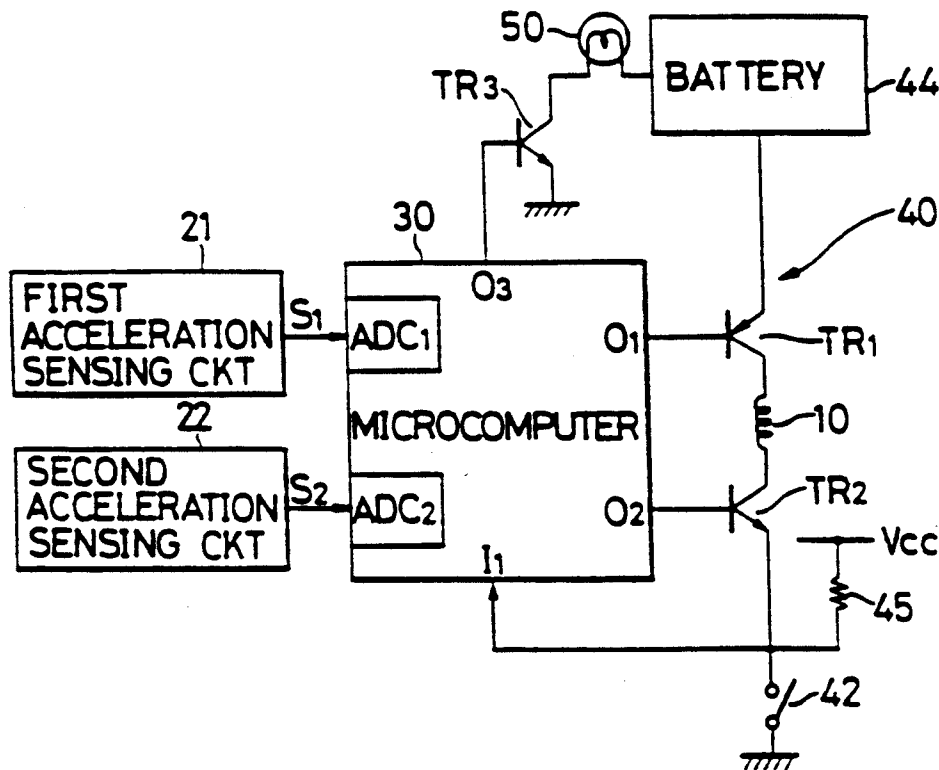 50
BATTERY
44
TR3
40
21
30
FIRST
ACCELERATION
SENSING CKT
S1
ADC1
O3
O1
TR1
MICROCOMPUTER
10
22
SECOND
ACCELERATION
SENSING CKT
S2
ADC2
O2
TR2
I1
Vcc
45
42